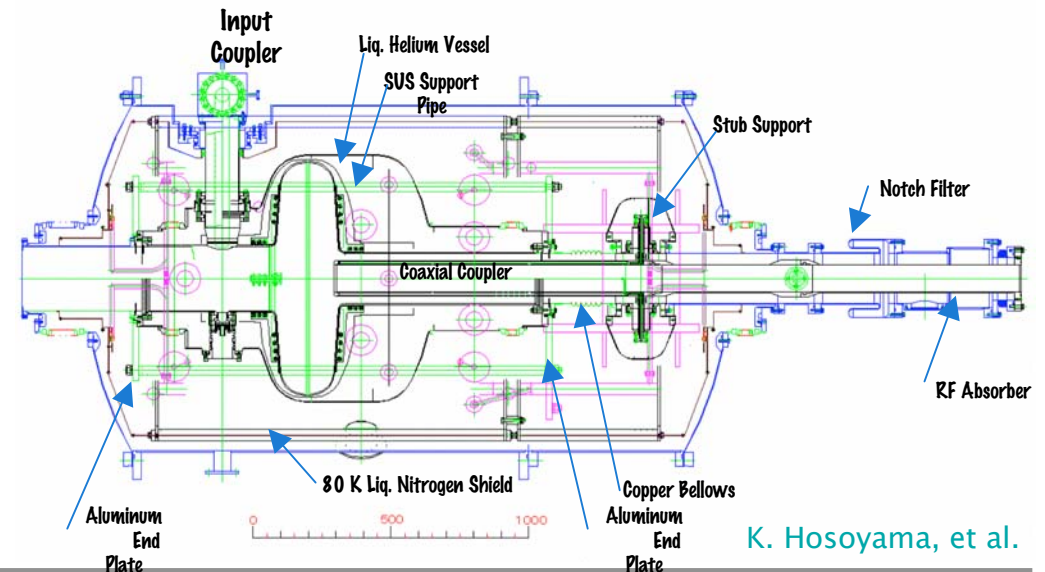 Input
Coupler
Liq. Helium Vessel
SUS Support
Pipe
Stub Support
Notch Filter
Coaxial Coupler
RF Absorber
80 K Liq. Nitrogen Shield
Copper Bellows
Aluminum
End
Plate
Aluminum
End
Plate
0 500 1000
K. Hosoyama, et al.